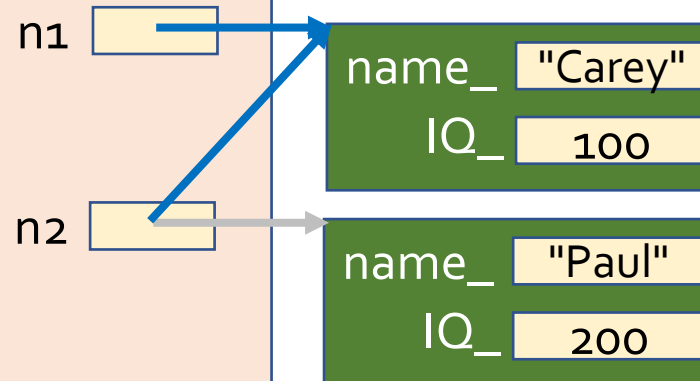 n1
name_ "Carey"
IQ_ 100
n2
name_ "Paul"
IQ_ 200